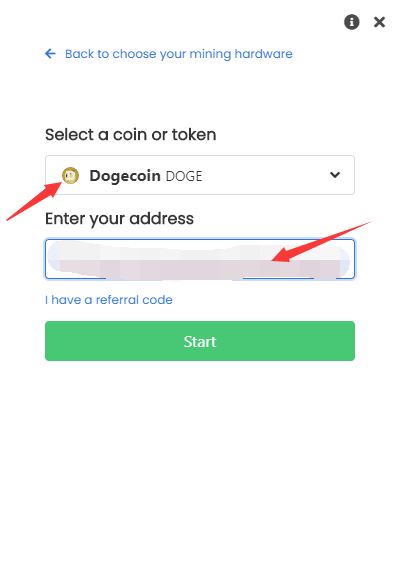 Back to choose your mining hardware
Select a coin or token
Dogecoin DOGE
Enter your address
I have a referral code
Start